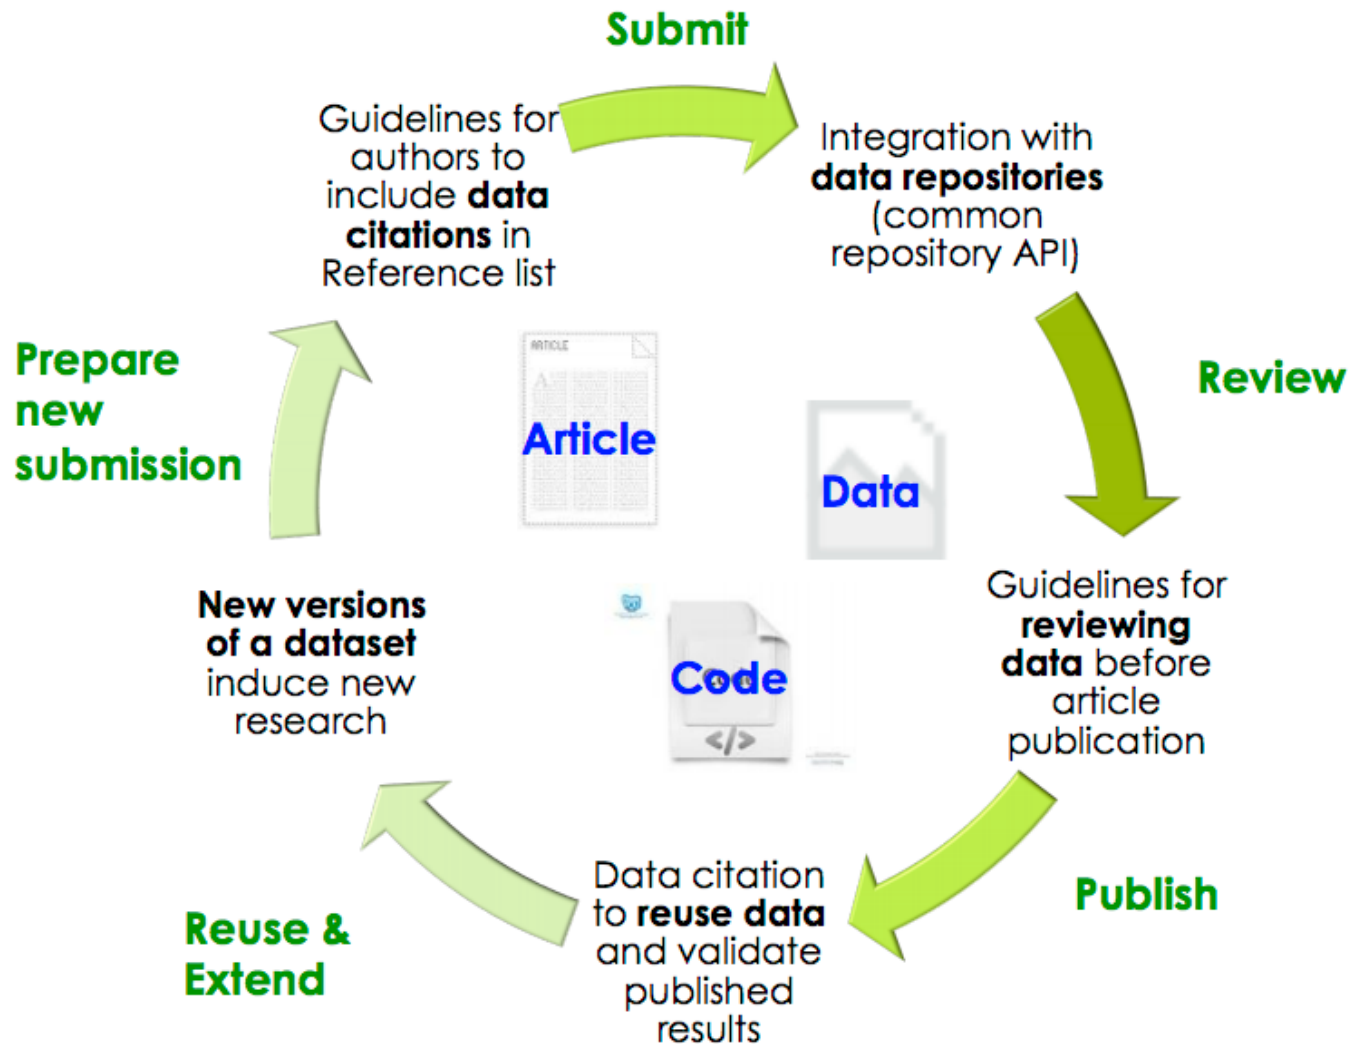 Submit
Guidelines for
authors to
include data
citations in
Reference list
Integration with
data repositories
(common
repository API)
Review
Guidelines for
reviewing
data before
article
publication
Publish
Data citation
to reuse data
and validate
published
results
Reuse &
Extend
New versions
of a dataset
induce new
research
Prepare
new
submission
ARTICLE
Article
Data
Code
</>